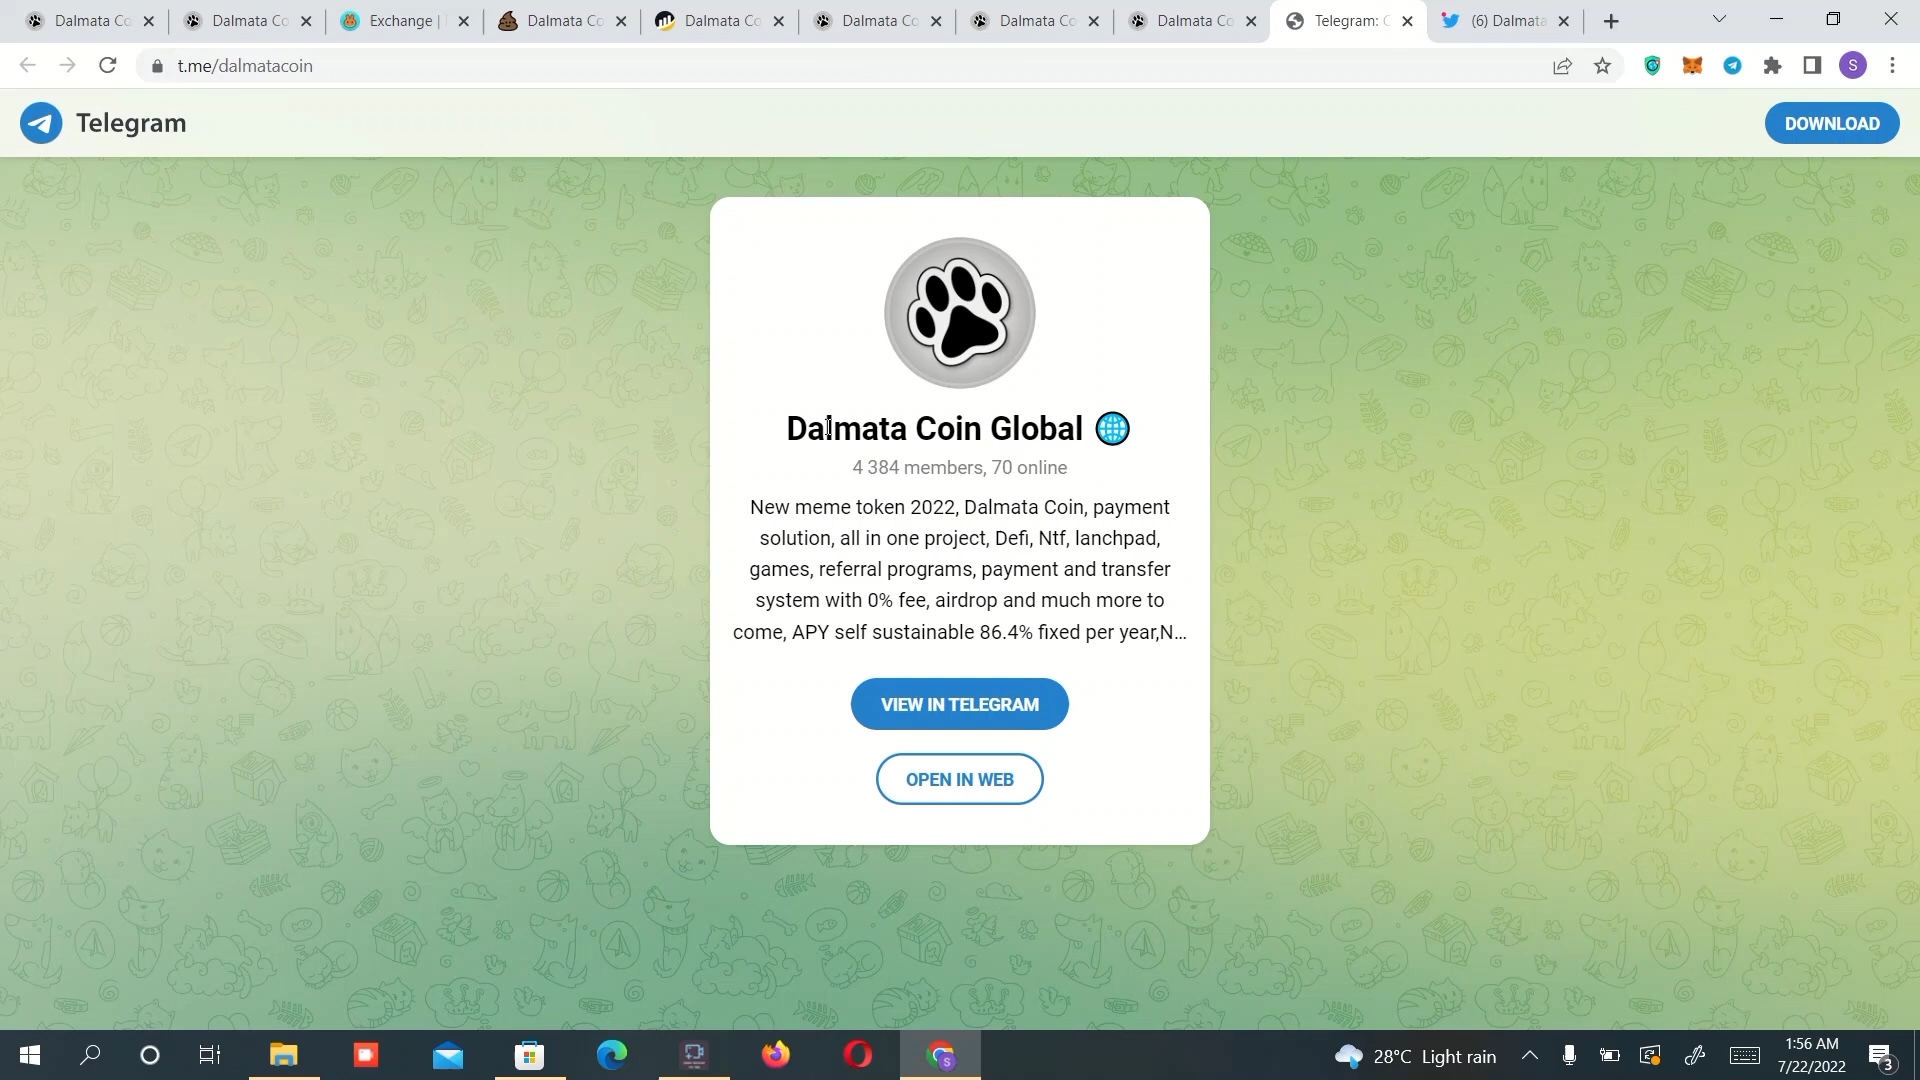 Dalmata Co
Dalmata Co
Exchange |
Dalmata Co
Dalmata Co
Dalmata Co
Dalmata Co
Dalmata Co
Telegram: C
(6) Dalmata
t.me/dalmatacoin
S
Telegram
DOWNLOAD
Dalmata Coin Global
4 384 members, 70 online
New meme token 2022, Dalmata Coin, payment
solution, all in one project, Defi, Ntf, lanchpad,
games, referral programs, payment and transfer
system with 0% fee, airdrop and much more to
come, APY self sustainable 86.4% fixed per year,N...
VIEW IN TELEGRAM
OPEN IN WEB
28°C Light rain
1:56 AM
7/22/2022
3